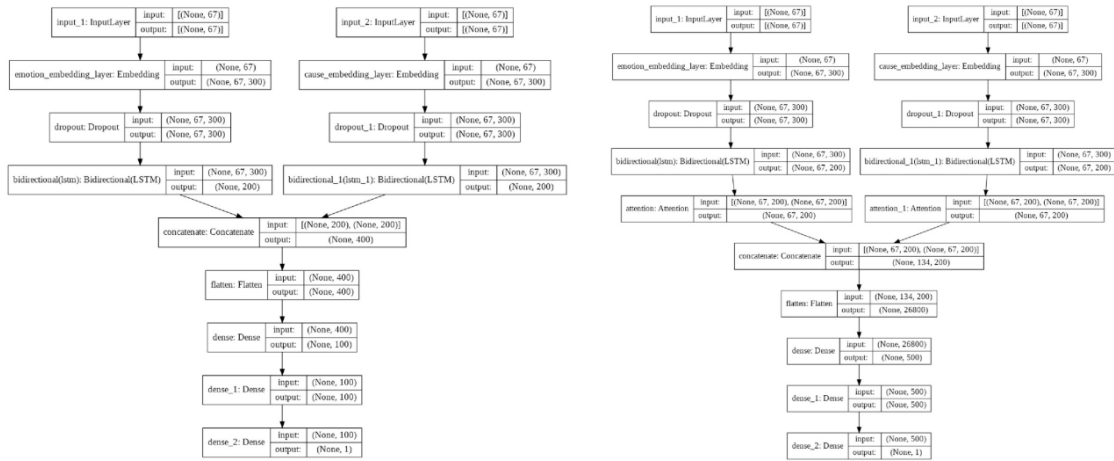 input_1: InputLayer input: [(None, 67)]
output: [(None, 67)]
input_2: InputLayer input: [(None, 67)]
output: [(None, 67)]
emotion_embedding_layer: Embedding input: (None, 67)
output: (None, 67, 300)
cause_embedding_layer: Embedding input: (None, 67)
output: (None, 67, 300)
dropout: Dropout input: (None, 67, 300)
output: (None, 67, 300)
dropout_1: Dropout input: (None, 67, 300)
output: (None, 67, 300)
bidirectional(lstm): Bidirectional(LSTM) input: (None, 67, 300)
output: (None, 200)
bidirectional_1(lstm_1): Bidirectional(LSTM) input: (None, 67, 300)
output: (None, 200)
concatenate: Concatenate input: [(None, 200), (None, 200)]
output: (None, 400)
flatten: Flatten input: (None, 400)
output: (None, 400)
dense: Dense input: (None, 400)
output: (None, 100)
dense_1: Dense input: (None, 100)
output: (None, 100)
dense_2: Dense input: (None, 100)
output: (None, 1)
input_1: InputLayer input: [(None, 67)]
output: [(None, 67)]
input_2: InputLayer input: [(None, 67)]
output: [(None, 67)]
emotion_embedding_layer: Embedding input: (None, 67)
output: (None, 67, 300)
cause_embedding_layer: Embedding input: (None, 67)
output: (None, 67, 300)
dropout: Dropout input: (None, 67, 300)
output: (None, 67, 300)
dropout_1: Dropout input: (None, 67, 300)
output: (None, 67, 300)
bidirectional(lstm): Bidirectional(LSTM) input: (None, 67, 300)
output: (None, 67, 200)
bidirectional_1(lstm_1): Bidirectional(LSTM) input: (None, 67, 300)
output: (None, 67, 200)
attention: Attention input: [(None, 67, 200), (None, 67, 200)]
output: (None, 67, 200)
attention_1: Attention input: [(None, 67, 200), (None, 67, 200)]
output: (None, 67, 200)
concatenate: Concatenate input: [(None, 67, 200), (None, 67, 200)]
output: (None, 134, 200)
flatten: Flatten input: (None, 134, 200)
output: (None, 26800)
dense: Dense input: (None, 26800)
output: (None, 500)
dense_1: Dense input: (None, 500)
output: (None, 500)
dense_2: Dense input: (None, 500)
output: (None, 1)